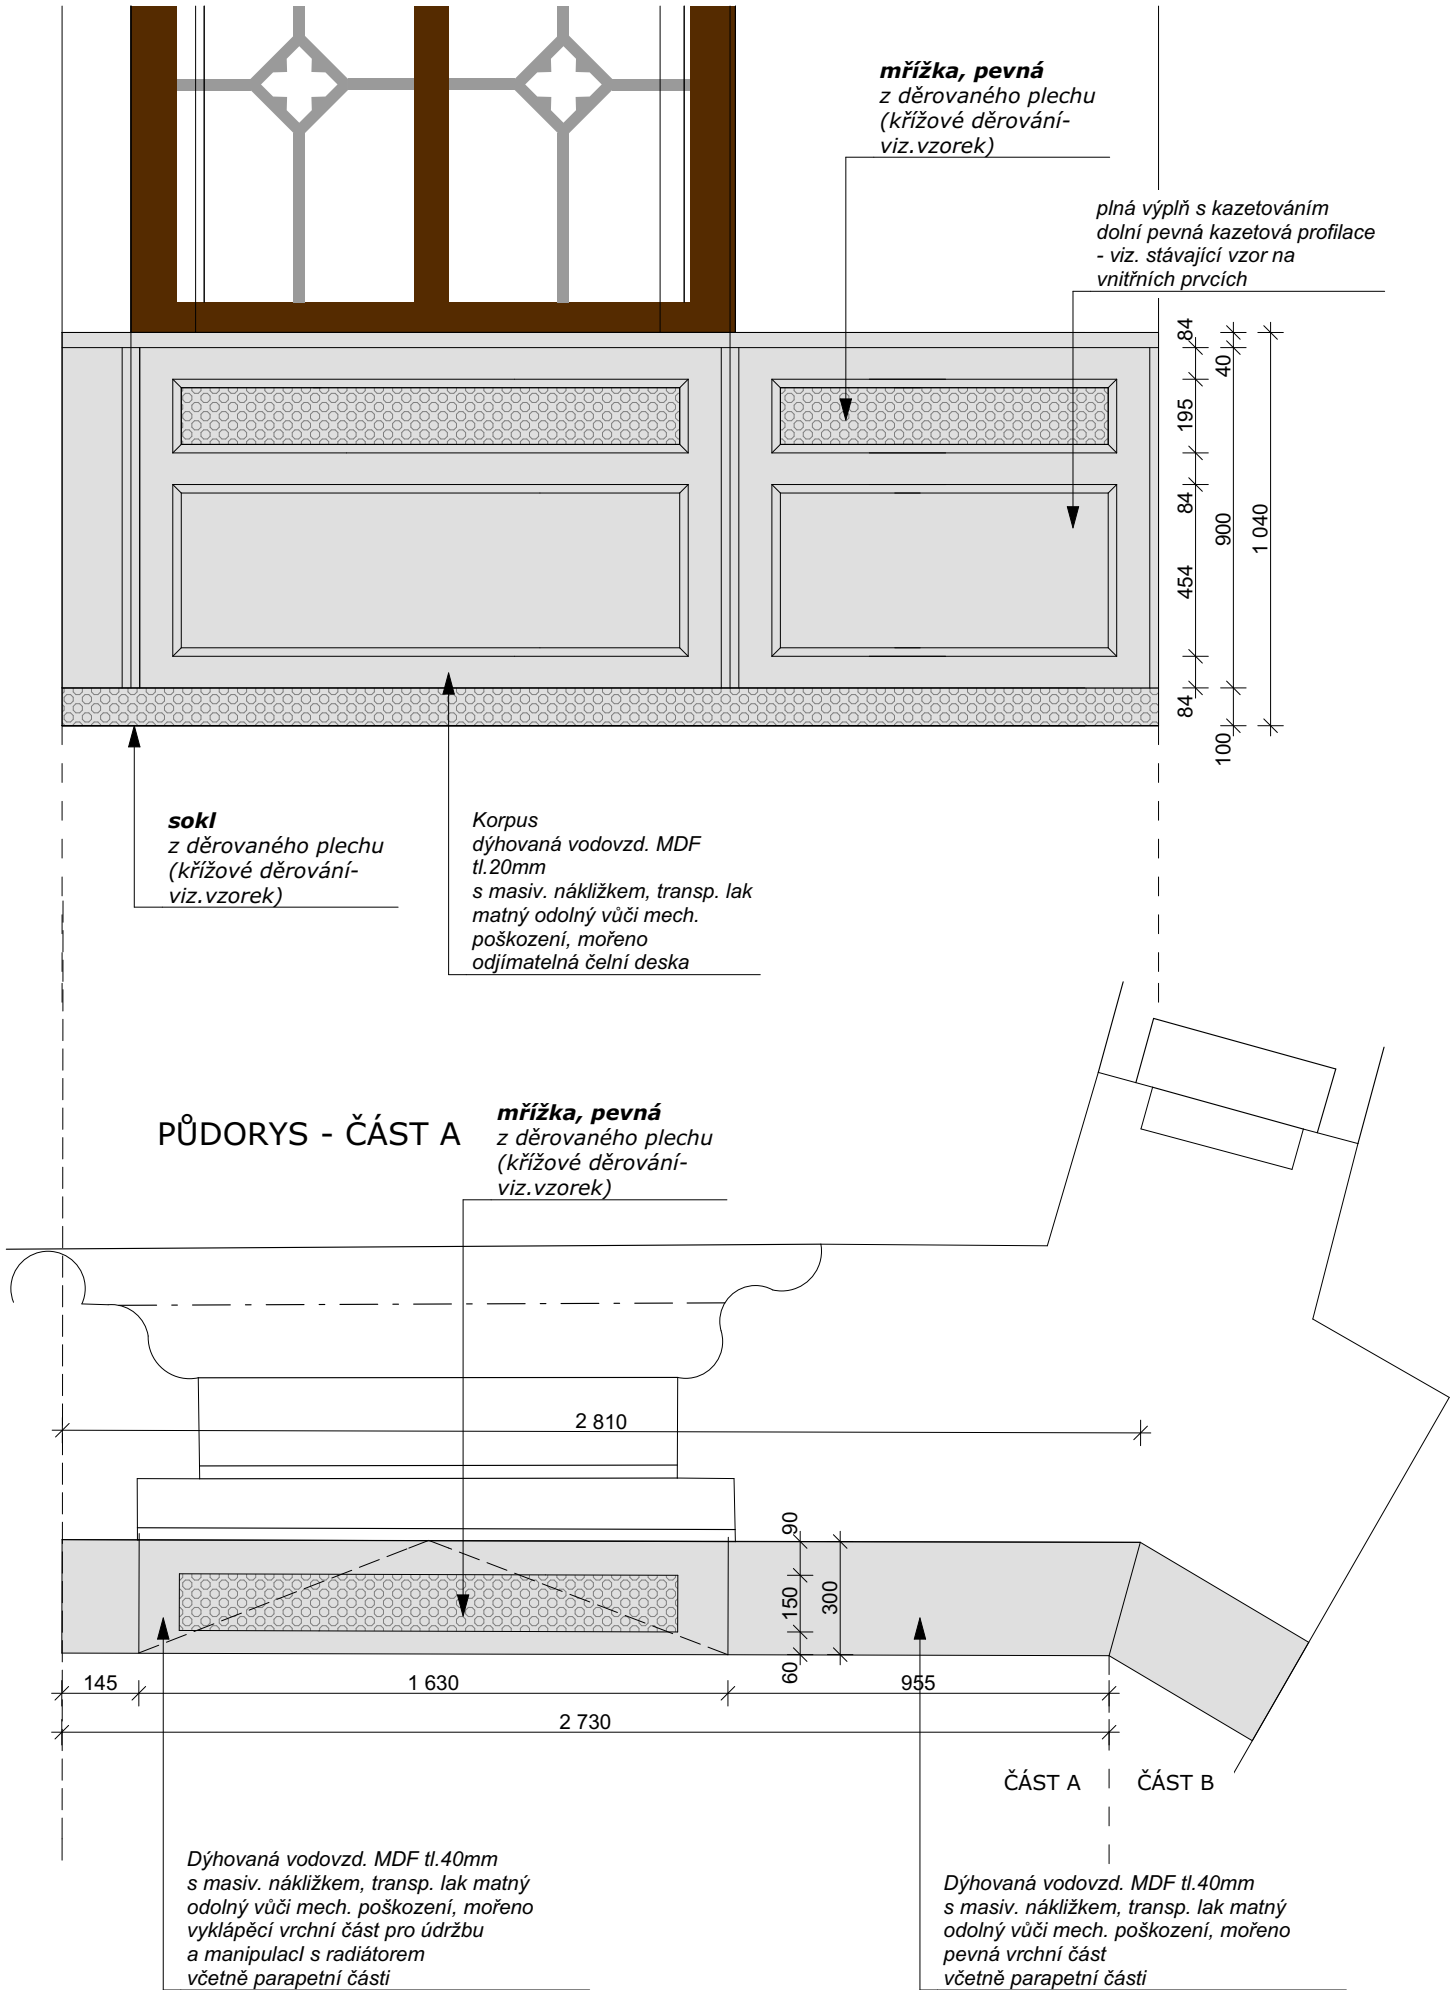 mřížka, pevná
z děrovaného plechu
(křížové děrování-
viz.vzorek)
plná výplň s kazetováním
dolní pevná kazetová profilace
- viz. stávající vzor na
vnitřních prvcích
84
40
195
84
900
1 040
454
84
100
sokl
z děrovaného plechu
(křížové děrování-
viz.vzorek)
Korpus
dýhovaná vodovzd. MDF
tl.20mm
s masiv. nákližkem, transp. lak
matný odolný vůči mech.
poškození, mořeno
odjímatelná čelní deska
PŮDORYS - ČÁST A
mřížka, pevná
z děrovaného plechu
(křížové děrování-
viz.vzorek)
2 810
90
150
300
60
145
1 630
955
2 730
ČÁST A
ČÁST B
Dýhovaná vodovzd. MDF tl.40mm
s masiv. nákližkem, transp. lak matný
odolný vůči mech. poškození, mořeno
vyklápěcí vrchní část pro údržbu
a manipulacI s radiátorem
včetně parapetní části
Dýhovaná vodovzd. MDF tl.40mm
s masiv. nákližkem, transp. lak matný
odolný vůči mech. poškození, mořeno
pevná vrchní část
včetně parapetní části